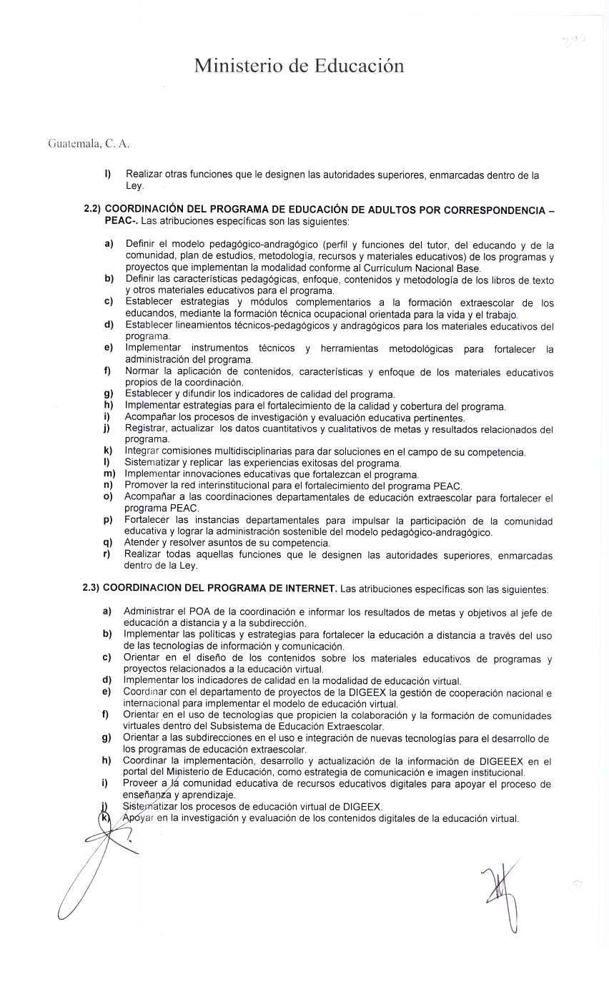 240
Ministerio de Educación
Guatemala, C. A.
l) Realizar otras funciones que le designen las autoridades superiores, enmarcadas dentro de la
Ley.
2.2) COORDINACIÓN DEL PROGRAMA DE EDUCACIÓN DE ADULTOS POR CORRESPONDENCIA –
PEAC-. Las atribuciones específicas son las siguientes:
a) Definir el modelo pedagógico-andragógico (perfil y funciones del tutor, del educando y de la
comunidad, plan de estudios, metodología, recursos y materiales educativos) de los programas y
proyectos que implementan la modalidad conforme al Currículum Nacional Base.
b) Definir las características pedagógicas, enfoque, contenidos y metodología de los libros de texto
y otros materiales educativos para el programa.
c) Establecer estrategias y módulos complementarios a la formación extraescolar de los
educandos, mediante la formación técnica ocupacional orientada para la vida y el trabajo.
d) Establecer lineamientos técnicos-pedagógicos y andragógicos para los materiales educativos del
programa.
e) Implementar instrumentos técnicos y herramientas metodológicas para fortalecer la
administración del programa.
f) Normar la aplicación de contenidos, características y enfoque de los materiales educativos
propios de la coordinación.
g) Establecer y difundir los indicadores de calidad del programa.
h) Implementar estrategias para el fortalecimiento de la calidad y cobertura del programa.
i) Acompañar los procesos de investigación y evaluación educativa pertinentes.
j) Registrar, actualizar los datos cuantitativos y cualitativos de metas y resultados relacionados del
programa.
k) Integrar comisiones multidisciplinarias para dar soluciones en el campo de su competencia.
l) Sistematizar y replicar las experiencias exitosas del programa.
m) Implementar innovaciones educativas que fortalezcan el programa.
n) Promover la red interinstitucional para el fortalecimiento del programa PEAC.
o) Acompañar a las coordinaciones departamentales de educación extraescolar para fortalecer el
programa PEAC.
p) Fortalecer las instancias departamentales para impulsar la participación de la comunidad
educativa y lograr la administración sostenible del modelo pedagógico-andragógico.
q) Atender y resolver asuntos de su competencia.
r) Realizar todas aquellas funciones que le designen las autoridades superiores, enmarcadas
dentro de la Ley.
2.3) COORDINACION DEL PROGRAMA DE INTERNET. Las atribuciones específicas son las siguientes:
a) Administrar el POA de la coordinación e informar los resultados de metas y objetivos al jefe de
educación a distancia y a la subdirección.
b) Implementar las políticas y estrategias para fortalecer la educación a distancia a través del uso
de las tecnologías de información y comunicación.
c) Orientar en el diseño de los contenidos sobre los materiales educativos de programas y
proyectos relacionados a la educación virtual.
d) Implementar los indicadores de calidad en la modalidad de educación virtual.
e) Coordinar con el departamento de proyectos de la DIGEEX la gestión de cooperación nacional e
internacional para implementar el modelo de educación virtual.
f) Orientar en el uso de tecnologías que propicien la colaboración y la formación de comunidades
virtuales dentro del Subsistema de Educación Extraescolar.
g) Orientar a las subdirecciones en el uso e integración de nuevas tecnologías para el desarrollo de
los programas de educación extraescolar.
h) Coordinar la implementación, desarrollo y actualización de la información de DIGEEEX en el
portal del Ministerio de Educación, como estrategia de comunicación e imagen institucional.
i) Proveer a la comunidad educativa de recursos educativos digitales para apoyar el proceso de
enseñanza y aprendizaje.
j) Sistematizar los procesos de educación virtual de DIGEEX.
k) Apoyar en la investigación y evaluación de los contenidos digitales de la educación virtual.